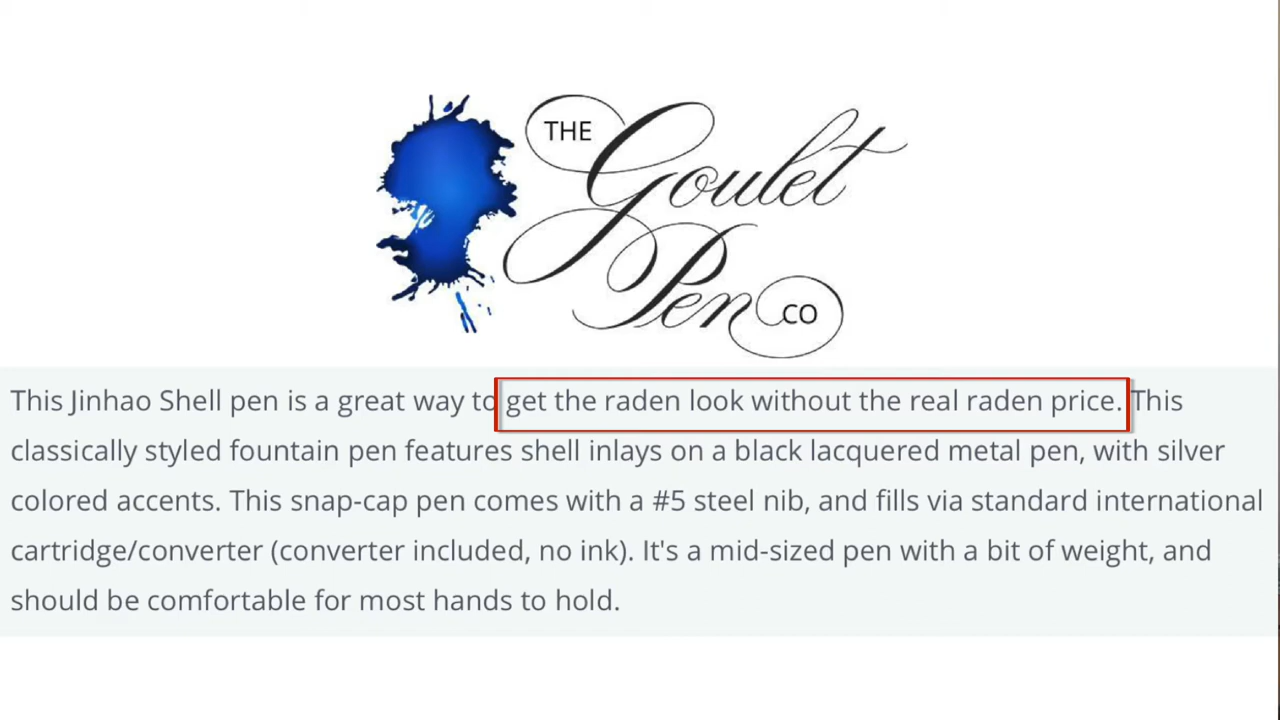 THE
Goulet
Pen
CO
This Jinhao Shell pen is a great way to get the raden look without the real raden price. This
classically styled fountain pen features shell inlays on a black lacquered metal pen, with silver
colored accents. This snap-cap pen comes with a #5 steel nib, and fills via standard international
cartridge/converter (converter included, no ink). It's a mid-sized pen with a bit of weight, and
should be comfortable for most hands to hold.